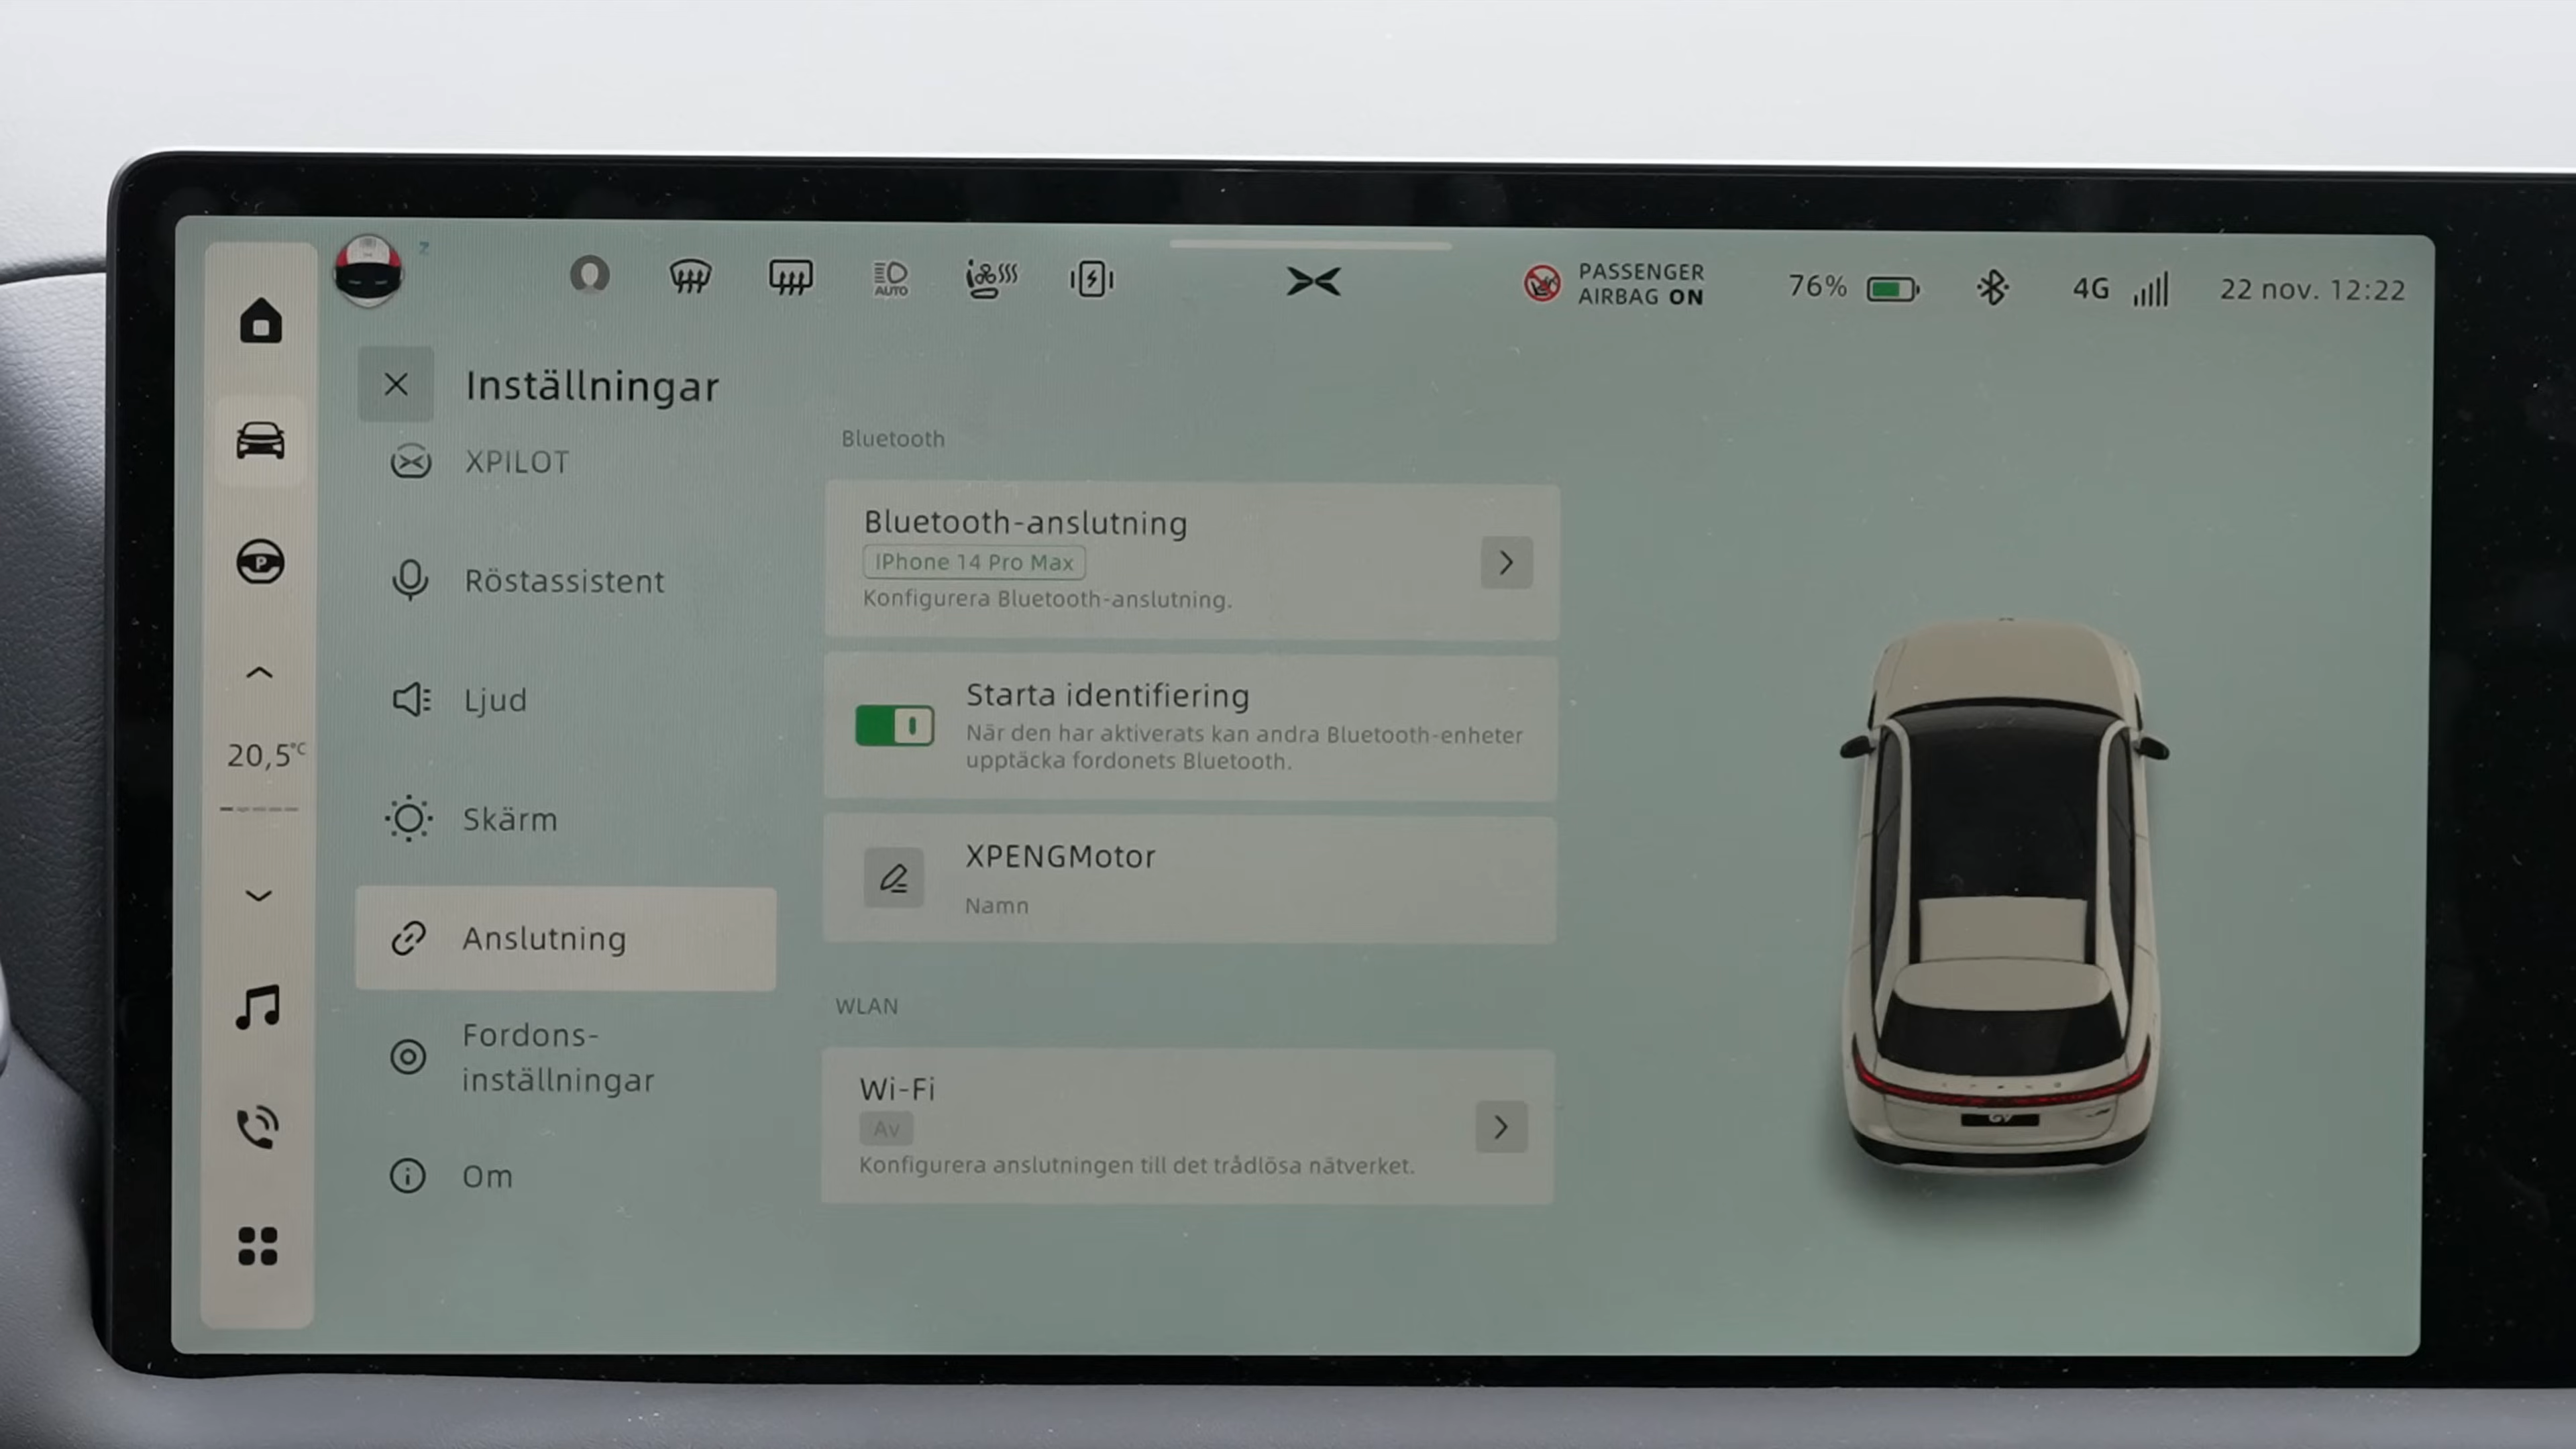 PASSENGER
AIRBAG ON
76%
4G
22 nov. 12:22
AUTO
Inställningar
XPILOT
Röstassistent
Ljud
Skärm
Anslutning
Fordons-
inställningar
Om
P
20,5°C
Bluetooth
Bluetooth-anslutning
IPhone 14 Pro Max
Konfigurera Bluetooth-anslutning.
Starta identifiering
När den har aktiverats kan andra Bluetooth-enheter
upptäcka fordonets Bluetooth.
XPENGMotor
Namn
WLAN
Wi-Fi
Av
Konfigurera anslutningen till det trådlösa nätverket.
G9